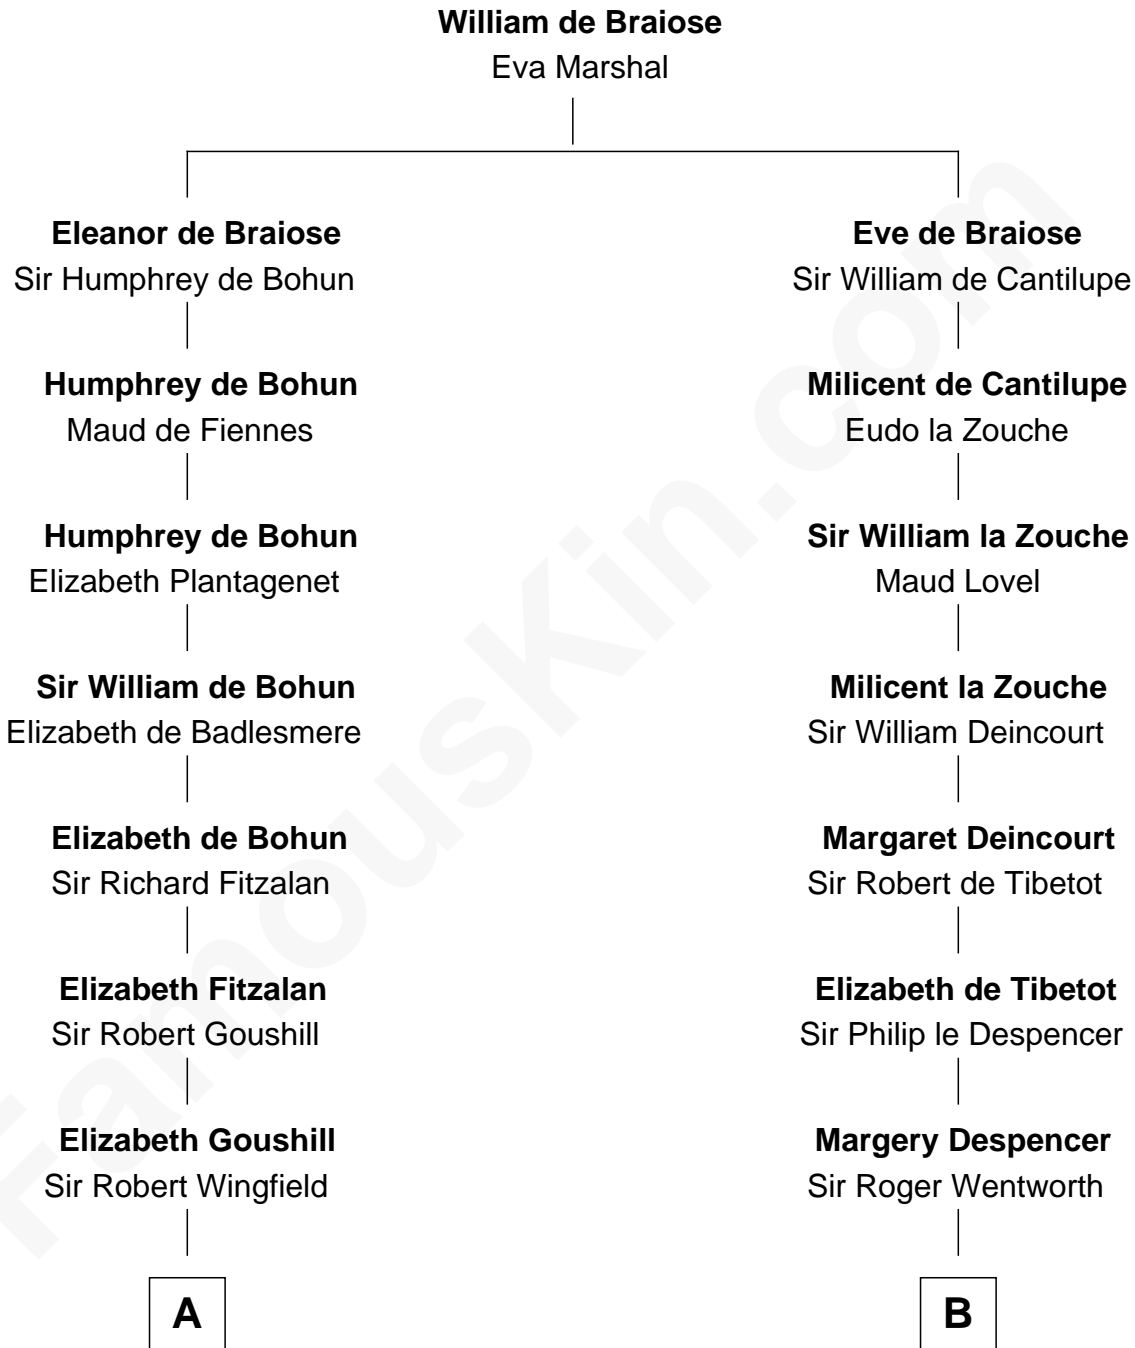 William de Braiose
Eva Marshal
Eleanor de Braiose
Sir Humphrey de Bohun
Humphrey de Bohun
Maud de Fiennes
Humphrey de Bohun
Elizabeth Plantagenet
Sir William de Bohun
Elizabeth de Badlesmere
Elizabeth de Bohun
Sir Richard Fitzalan
Elizabeth Fitzalan
Sir Robert Goushill
Elizabeth Goushill
Sir Robert Wingfield
A
Eve de Braiose
Sir William de Cantilupe
Milicent de Cantilupe
Eudo la Zouche
Sir William la Zouche
Maud Lovel
Milicent la Zouche
Sir William Deincourt
Margaret Deincourt
Sir Robert de Tibetot
Elizabeth de Tibetot
Sir Philip le Despencer
Margery Despencer
Sir Roger Wentworth
B
FamousKin.com